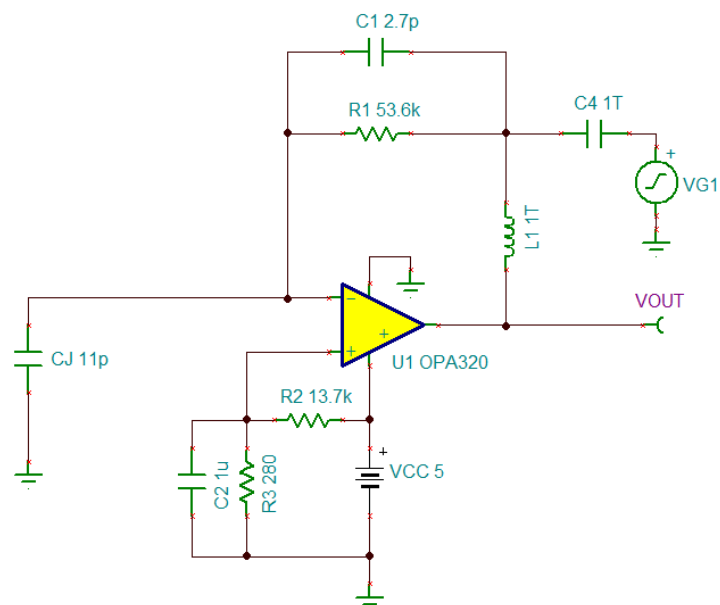 C1 2.7p
R1 53.6k
C4 1T
+
VG1
L1 1T
VOUT
−
+
+
U1 OPA320
CJ 11p
R2 13.7k
C2 1u
R3 280
+
VCC 5